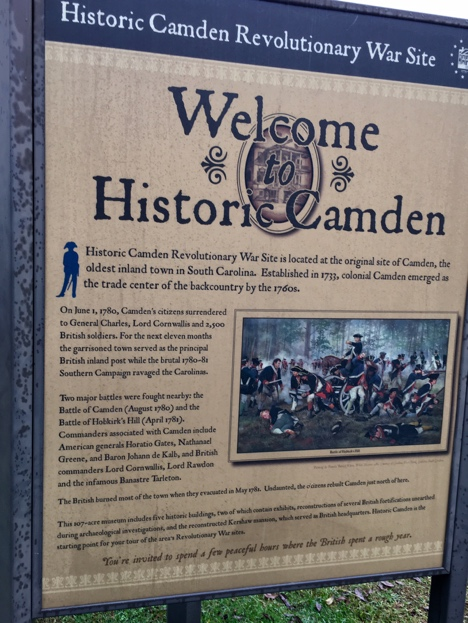 Historic Camden Revolutionary War Site
Welcome
to
Historic Camden
Historic Camden Revolutionary War Site is located at the original site of Camden, the
oldest inland town in South Carolina. Established in 1733, colonial Camden emerged as
the trade center of the backcountry by the 1760s.
On June 1, 1780, Camden's citizens surrendered
to General Charles, Lord Cornwallis and 2,500
British soldiers. For the next eleven months
the garrisoned town served as the principal
British inland post while the brutal 1780-81
Southern Campaign ravaged the Carolinas.
Two major battles were fought nearby: the
Battle of Camden (August 1780) and the
Battle of Hobkirk's Hill (April 1781).
Commanders associated with Camden include
American generals Horatio Gates, Nathanael
Greene, and Baron Johann de Kalb, and British
commanders Lord Cornwallis, Lord Rawdon
and the infamous Banastre Tarleton.
The British burned most of the town when they evacuated in May 1781. Undaunted, the citizens rebuilt Camden just north of here.
This 107-acre museum includes five historic buildings, two of which contain exhibits, reconstructions of several British fortifications unearthed
during archaeological investigations, and the reconstructed Kershaw mansion, which served as British headquarters. Historic Camden is the
starting point for your tour of the area's Revolutionary War sites.
You're invited to spend a few peaceful hours where the British spent a rough year.